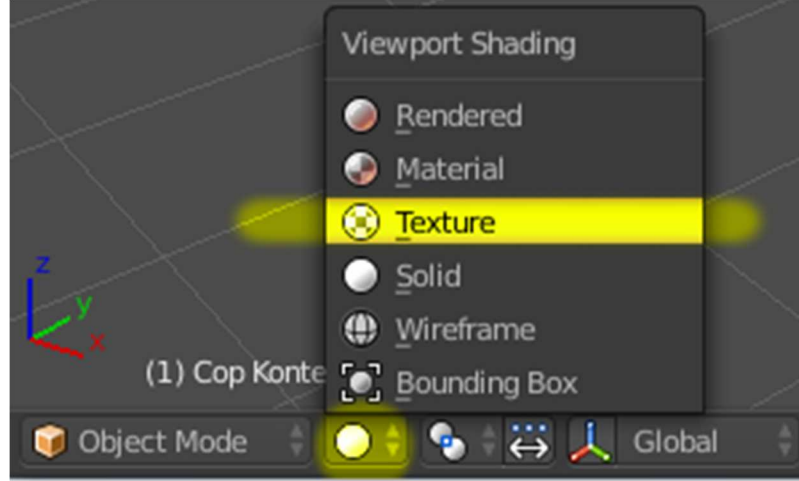 Viewport Shading
Rendered
Material
Texture
Solid
Wireframe
Bounding Box
z
y
x
(1) Cop Konte
Object Mode
Global